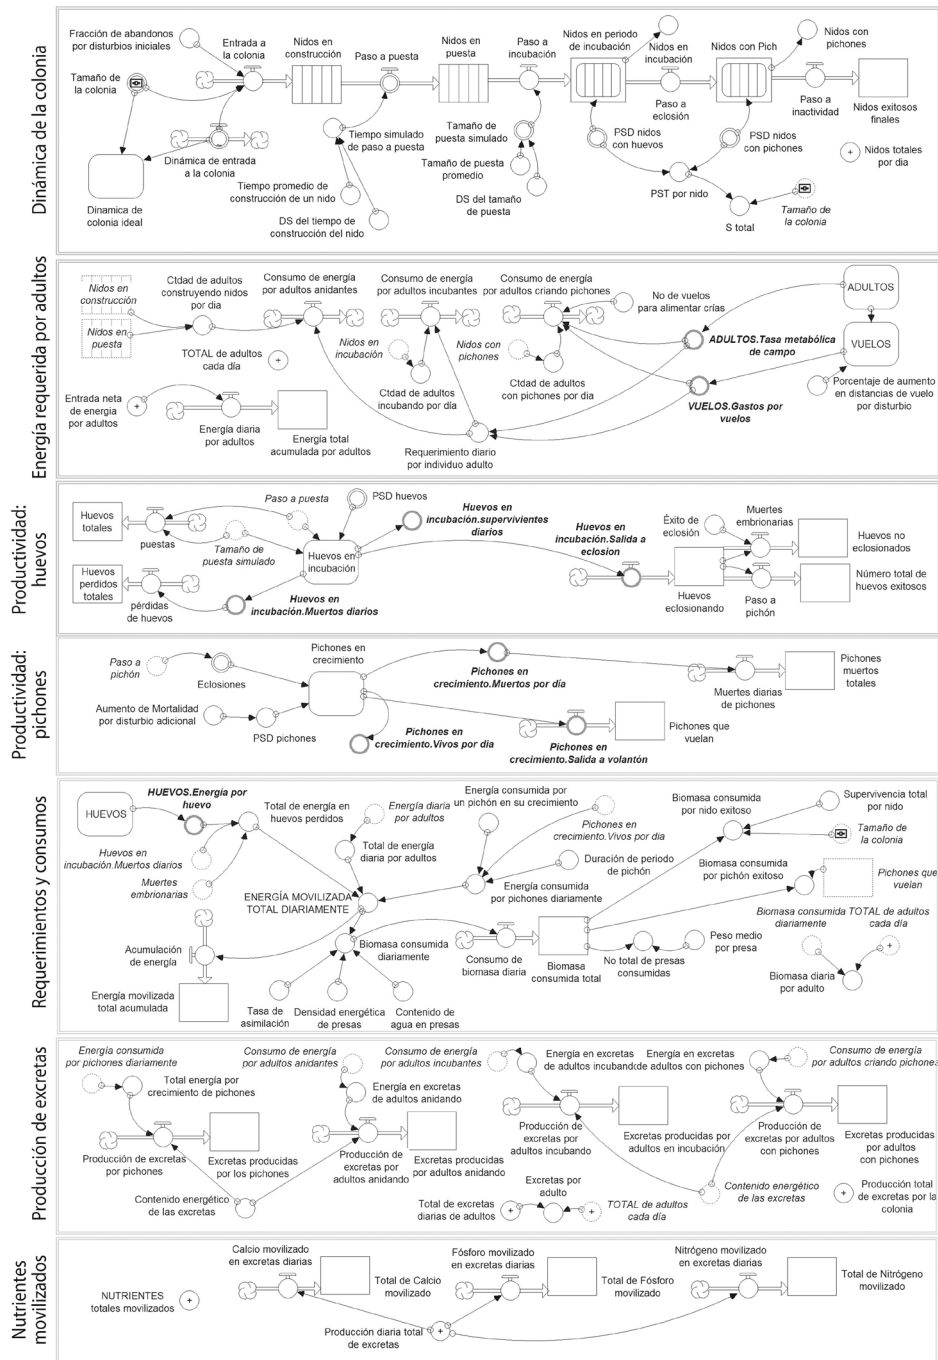 Dinámica de la colonia
Fracción de abandonos
por disturbios iniciales
Entrada a
la colonia
Nidos en
construcción
Paso a puesta
Nidos en
puesta
Paso a
incubación
Nidos en periodo
de incubación
Nidos en
incubación
Nidos con Pich
Nidos con
pichones
Tamaño de
la colonia
Paso a
eclosión
Paso a
inactividad
Nidos exitosos
finales
Dinámica de entrada
a la colonia
Tiempo simulado
de paso a puesta
Tamaño de
puesta simulado
Tamaño de puesta
promedio
PSD nidos
con huevos
PSD nidos
con pichones
Nidos totales
por dia
Tiempo promedio de
construcción de un nido
DS del tamaño de
puesta
PST por nido
Dinamica de
colonia ideal
DS del tiempo de
construcción del nido
S total
Tamaño de
la colonia
Energía requerida por adultos
Nidos en
construcción
Ctdad de adultos
construyendo nidos
por dia
Consumo de energía
por adultos anidantes
Consumo de energía
por adultos incubantes
Consumo de energía
por adultos criando pichones
No de vuelos
para alimentar crías
ADULTOS
Nidos en
puesta
TOTAL de adultos
cada día
Nidos en
incubación
Nidos con
pichones
ADULTOS.Tasa metabólica
de campo
VUELOS
Entrada neta
de energia
por adultos
Ctdad de adultos
incubando por día
Ctdad de adultos
con pichones por dia
VUELOS.Gastos por
vuelos
Porcentaje de aumento
en distancias de vuelo
por disturbio
Energía diaria
por adultos
Energía total
acumulada por adultos
Requerimiento diario
por individuo adulto
Productividad:
huevos
Huevos
totales
puestas
Paso a puesta
PSD huevos
Huevos en
incubación.supervivientes
diarios
Huevos en
incubación.Salida a
eclosion
Éxito de
eclosión
Muertes
embrionarias
Huevos no
eclosionados
Tamaño de
puesta simulado
Huevos en
incubación
Huevos
perdidos
totales
pérdidas
de huevos
Huevos en
incubación.Muertos diarios
Huevos
eclosionando
Paso a
pichón
Número total de
huevos exitosos
Productividad:
pichones
Paso a
pichón
Eclosiones
Pichones en
crecimiento
Pichones en
crecimiento.Muertos por día
Muertes diarias
de pichones
Pichones
muertos
totales
Aumento de Mortalidad
por disturbio adicional
PSD pichones
Pichones en
crecimiento.Vivos por dia
Pichones en
crecimiento.Salida a volantón
Pichones que
vuelan
Requerimientos y consumos
HUEVOS
HUEVOS.Energía por
huevo
Total de energía en
huevos perdidos
Energía diaria
por adultos
Energía consumida por
un pichón en su crecimiento
Pichones en
crecimiento.Vivos por dia
Biomasa consumida
por nido exitoso
Supervivencia total
por nido
Tamaño de
la colonia
Huevos en
incubación.Muertos diarios
Total de energía
diaria por adultos
Duración de periodo
de pichón
Biomasa consumida
por pichón exitoso
Pichones que
vuelan
Muertes
embrionarias
ENERGÍA MOVILIZADA
TOTAL DIARIAMENTE
Energía consumida
por pichones diariamente
Biomasa consumida
diariamente
TOTAL de adultos
cada día
Acumulación
de energía
Biomasa consumida
diariamente
Consumo de
biomasa diaria
Biomasa
consumida total
No total de presas
consumidas
Peso medio
por presa
Biomasa diaria
por adulto
Energía movilizada
total acumulada
Tasa de
asimilación
Densidad energética
de presas
Contenido de
agua en presas
Producción de excretas
Energía consumida
por pichones diariamente
Total energía por
crecimiento de pichones
Consumo de energía
por adultos anidantes
Energía en excretas
de adultos anidando
Consumo de energía
por adultos incubantes
Energía en excretas
de adultos incubando
Energía en excretas
de adultos con pichones
Consumo de energía
por adultos criando pichones
Producción de excretas
por pichones
Excretas producidas
por los pichones
Producción de
excretas por
adultos anidando
Excretas producidas
por adultos anidando
Producción de
excretas por
adultos incubando
Excretas producidas por
adultos en incubación
Producción de
excretas por adultos
con pichones
Excretas producidas
por adultos
con pichones
Contenido energético
de las excretas
Total de excretas
diarias de adultos
Excretas por
adulto
TOTAL de adultos
cada día
Contenido energético
de las excretas
Producción total
de excretas por la
colonia
Nutrientes
movilizados
NUTRIENTES
totales movilizados
Calcio movilizado
en excretas diarias
Total de Calcio
movilizado
Fósforo movilizado
en excretas diarias
Total de Fósforo
movilizado
Nitrógeno movilizado
en excretas diarias
Total de Nitrógeno
movilizado
Producción diaria total
de excretas